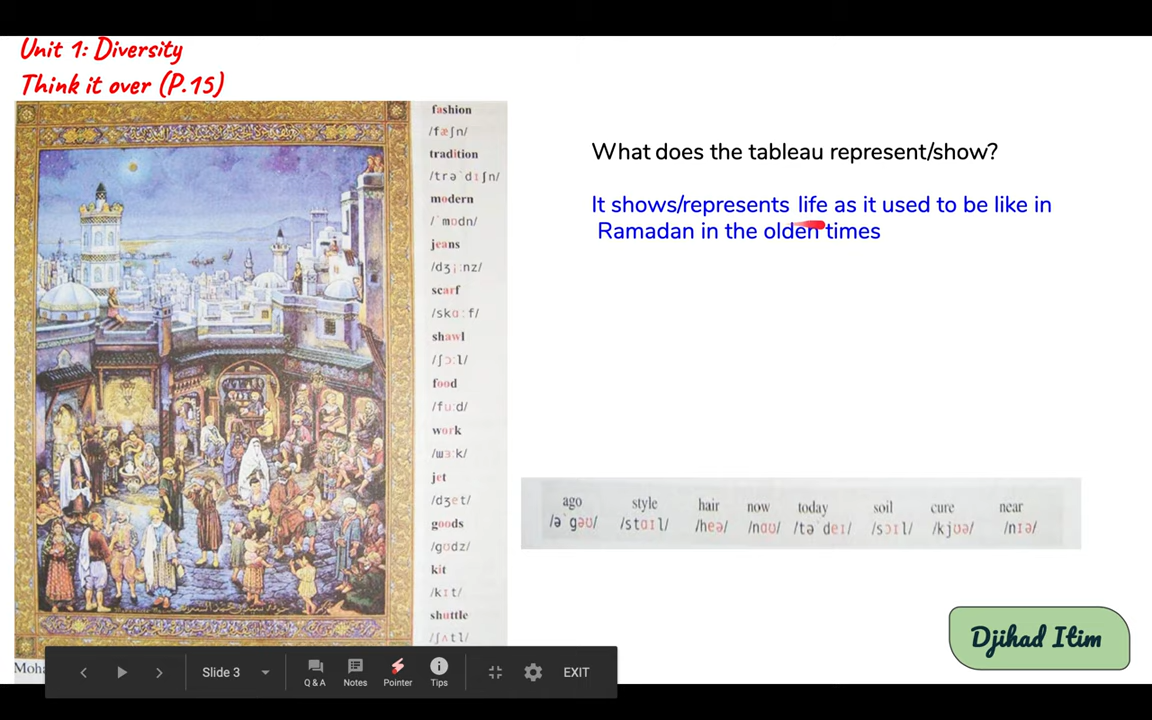 Unit 1: Diversity
Think it over (P.15)
fashion
/fæʃn/
tradition
/trəˈdɪʃn/
modern
/ˈmɒdn/
jeans
/dʒiːnz/
scarf
/skɑːf/
shawl
/ʃɔːl/
food
/fuːd/
work
/wɜːk/
jet
/dʒet/
goods
/gʊdz/
kit
/kɪt/
shuttle
/ʃʌtl/
What does the tableau represent/show?
It shows/represents life as it used to be like in
Ramadan in the olden times
ago style hair now today soil cure near
/əˈgəʊ/ /staɪl/ /heə/ /naʊ/ /təˈdeɪ/ /sɔɪl/ /kjʊə/ /nɪə/
Djihad Itim
Slide 3
Q & A
Notes
Pointer
Tips
EXIT